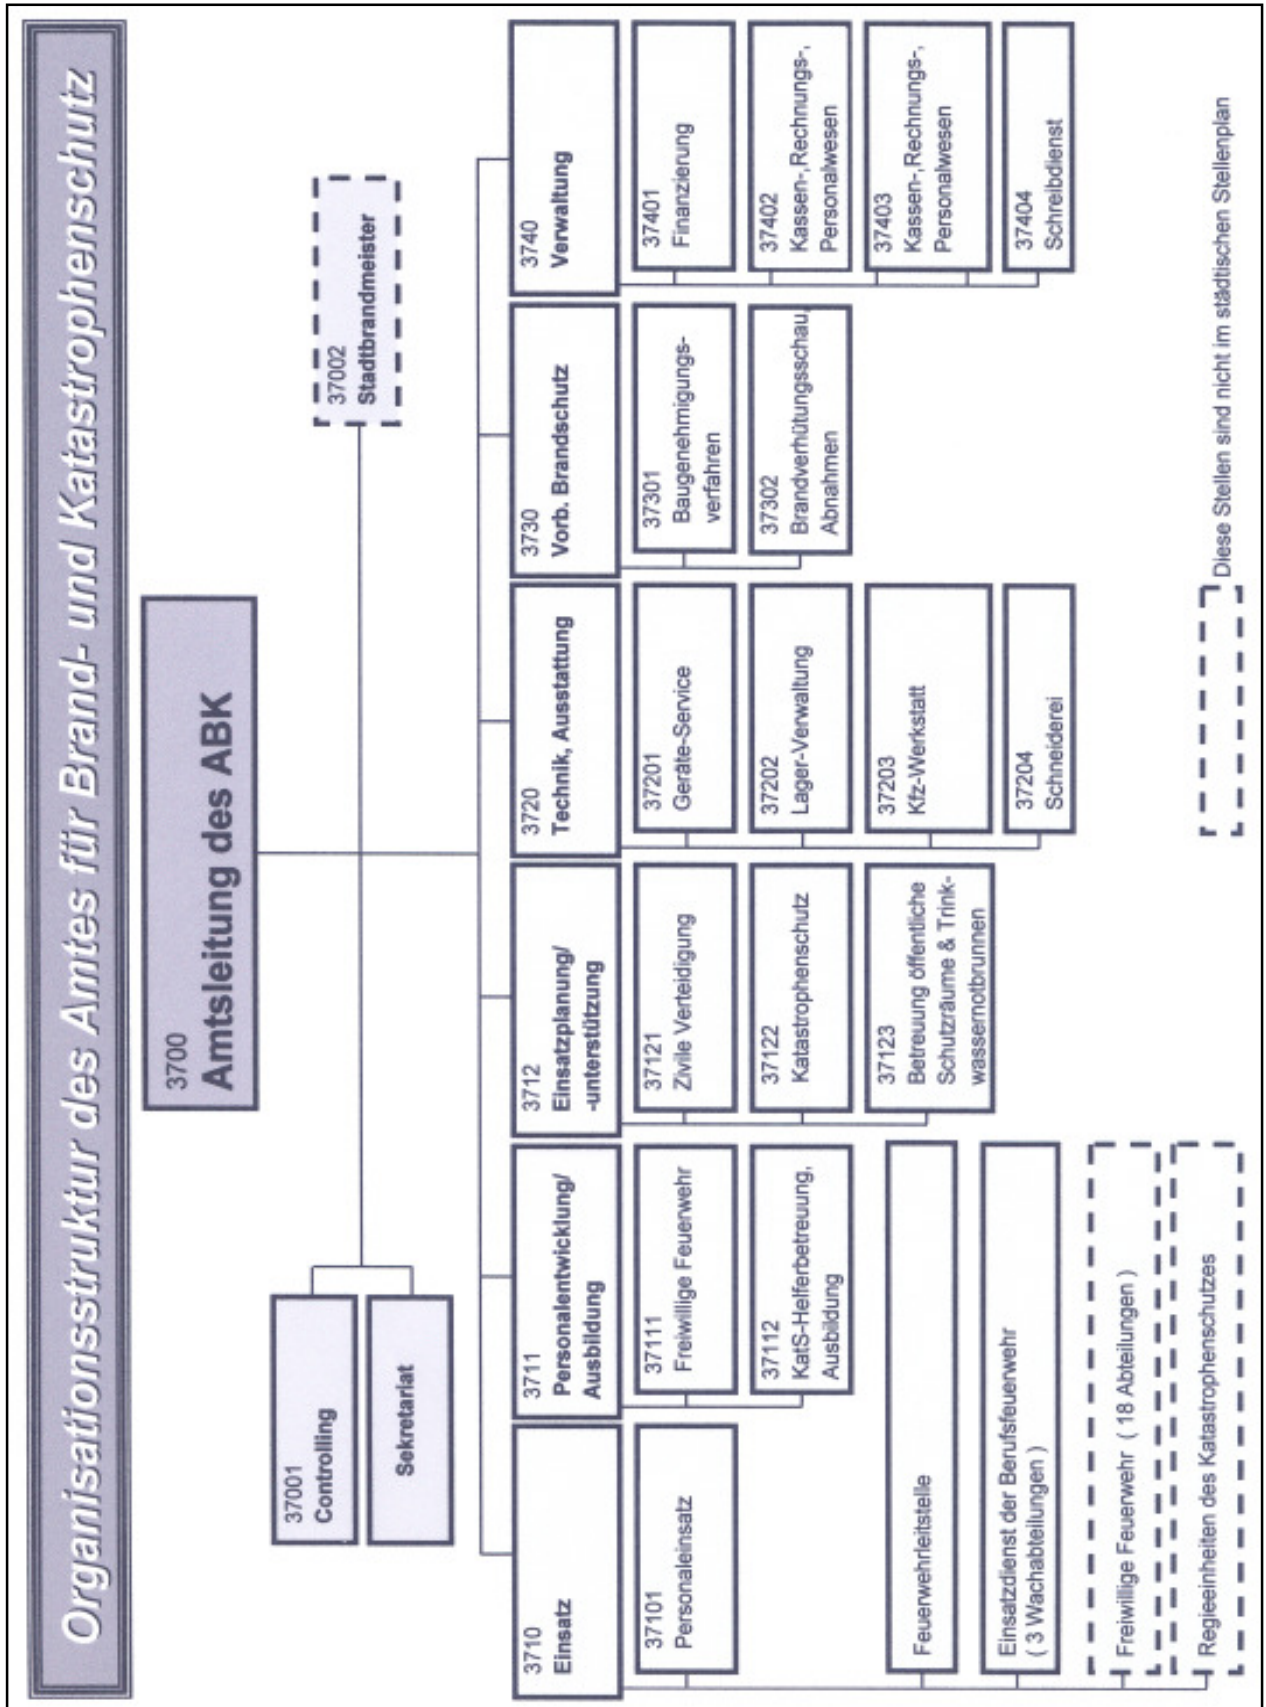 Organisationsstruktur des Amtes für Brand- und Katastrophenschutz
3700
Amtsleitung des ABK
37001
Controlling
Sekretariat
37002
Stadtbrandmeister
3710
Einsatz
37101
Personaleinsatz
Feuerwehrleitstelle
Einsatzdienst der Berufsfeuerwehr
( 3 Wachabteilungen )
Freiwillige Feuerwehr ( 18 Abteilungen )
Regieeinheiten des Katastrophenschutzes
3711
Personalentwicklung/
Ausbildung
37111
Freiwillige Feuerwehr
37112
KatS-Helferbetreuung,
Ausbildung
3712
Einsatzplanung/
-unterstützung
37121
Zivile Verteidigung
37122
Katastrophenschutz
37123
Betreuung öffentliche
Schutzräume & Trink-
wassernotbrunnen
3720
Technik, Ausstattung
37201
Geräte-Service
37202
Lager-Verwaltung
37203
Kfz-Werkstatt
37204
Schneiderei
3730
Vorb. Brandschutz
37301
Baugenehmigungs-
verfahren
37302
Brandverhütungsschau,
Abnahmen
3740
Verwaltung
37401
Finanzierung
37402
Kassen-,Rechnungs-,
Personalwesen
37403
Kassen-,Rechnungs-,
Personalwesen
37404
Schreibdienst
Diese Stellen sind nicht im städtischen Stellenplan